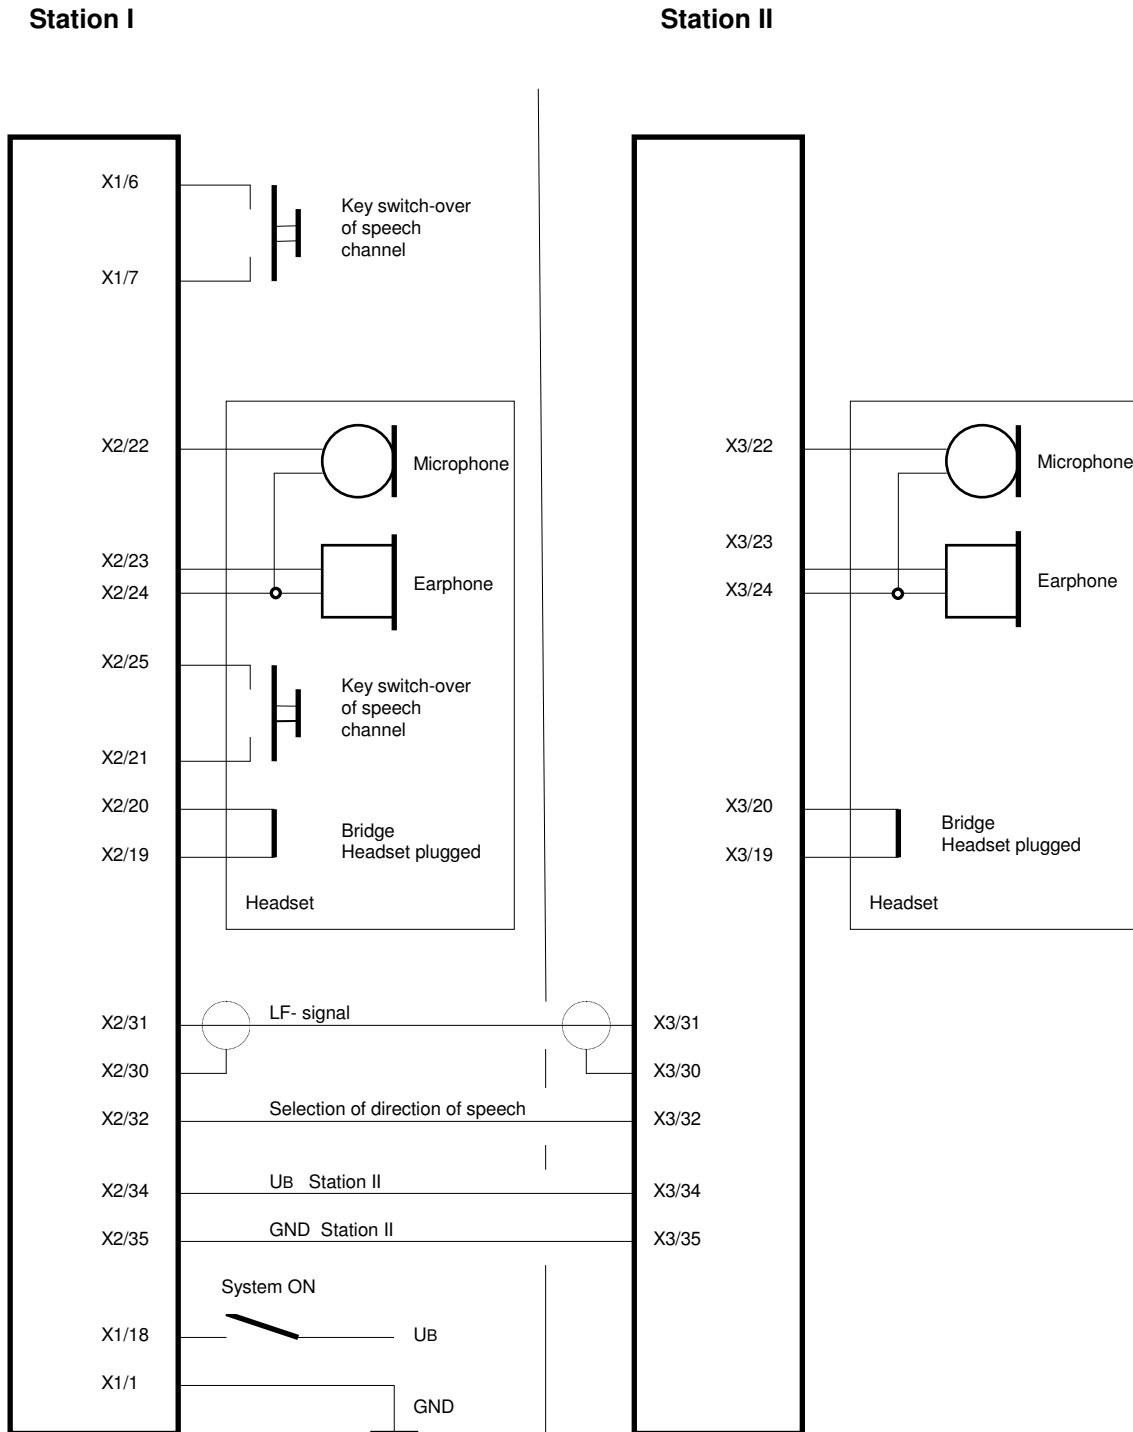 Station I
Station II
X1/6
Key switch-over
of speech
channel
X1/7
X2/22
Microphone
X2/23
X2/24
Earphone
X2/25
Key switch-over
of speech
channel
X2/21
X2/20
Bridge
X2/19
Headset plugged
Headset
X3/22
Microphone
X3/23
X3/24
Earphone
X3/20
Bridge
Headset plugged
X3/19
Headset
LF- signal
X2/31
X3/31
X2/30
X3/30
Selection of direction of speech
X2/32
X3/32
UB Station II
X2/34
X3/34
GND Station II
X2/35
X3/35
System ON
X1/18
UB
X1/1
GND